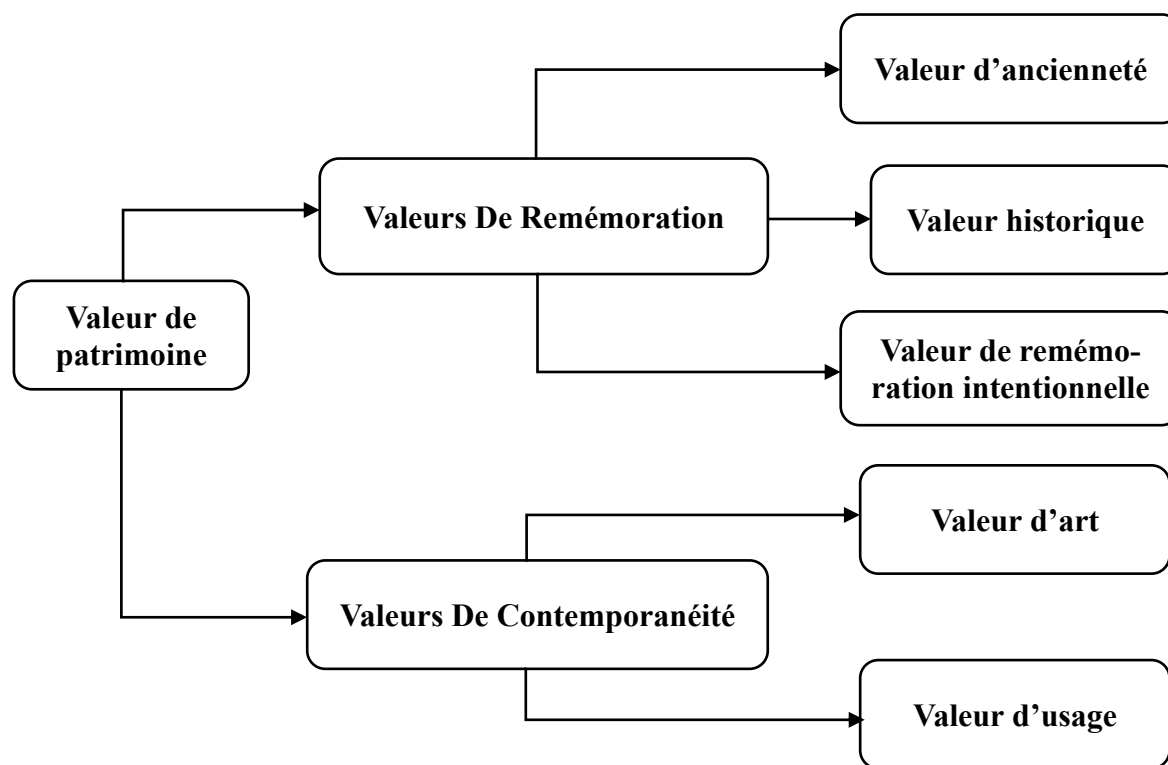 Valeur d’ancienneté
Valeurs De Remémoration
Valeur historique
Valeur de
patrimoine
Valeur de remémo-
ration intentionnelle
Valeur d’art
Valeurs De Contemporanéité
Valeur d’usage